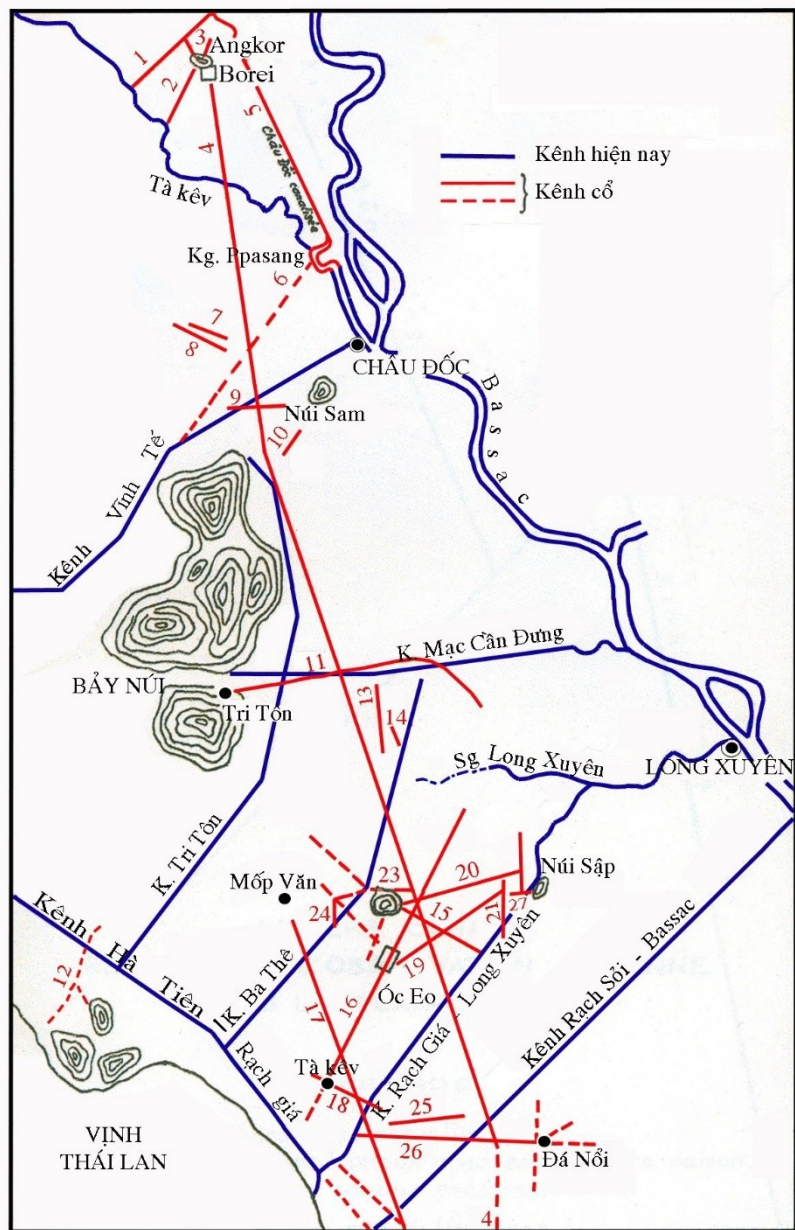 3
Angkor
1
Borei
2
5
4
Châu Đốc canalisée
Tà kêv
Kênh hiện nay
Kênh cổ
Kg. Ppasang
6
7
8
CHÂU ĐỐC
9
Núi Sam
Bassac
10
Kênh Vĩnh Tế
11
K Mạc Cần Đưng
BẢY NÚI
Tri Tôn
13
14
Sg Long Xuyên
LONG XUYÊN
K. Tri Tôn
Mốp Văn
23
20
Núi Sập
24
15
21
27
19
Óc Eo
Kênh Hà Tiên
Rạch giá
12
K. Ba Thê
16
17
K. Rạch Giá - Long Xuyên
Kênh Rạch Sỏi - Bassac
Tà kêv
18
25
26
Đá Nổi
VỊNH
THÁI LAN
4